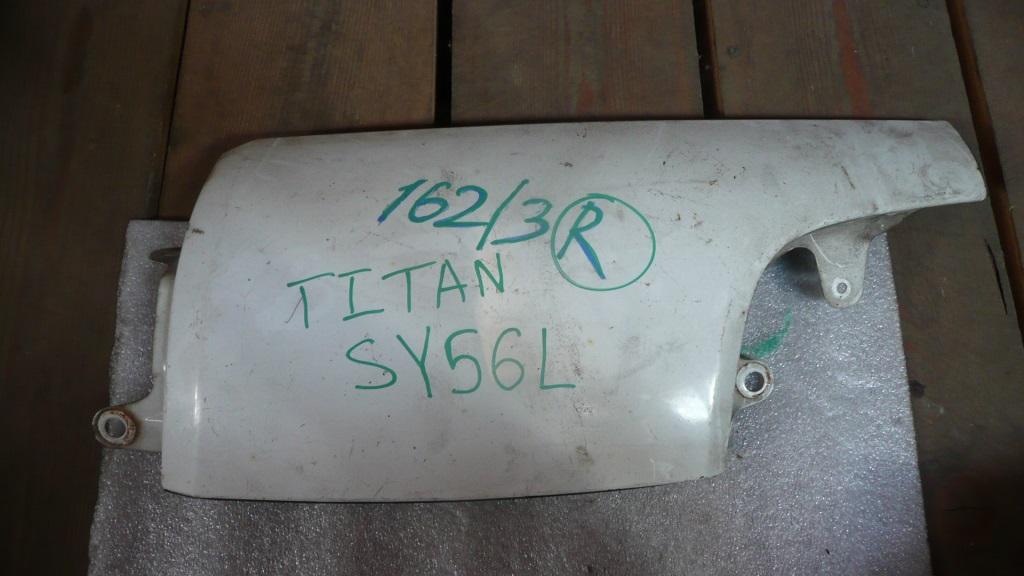 162/3 R
TITAN
SY56L